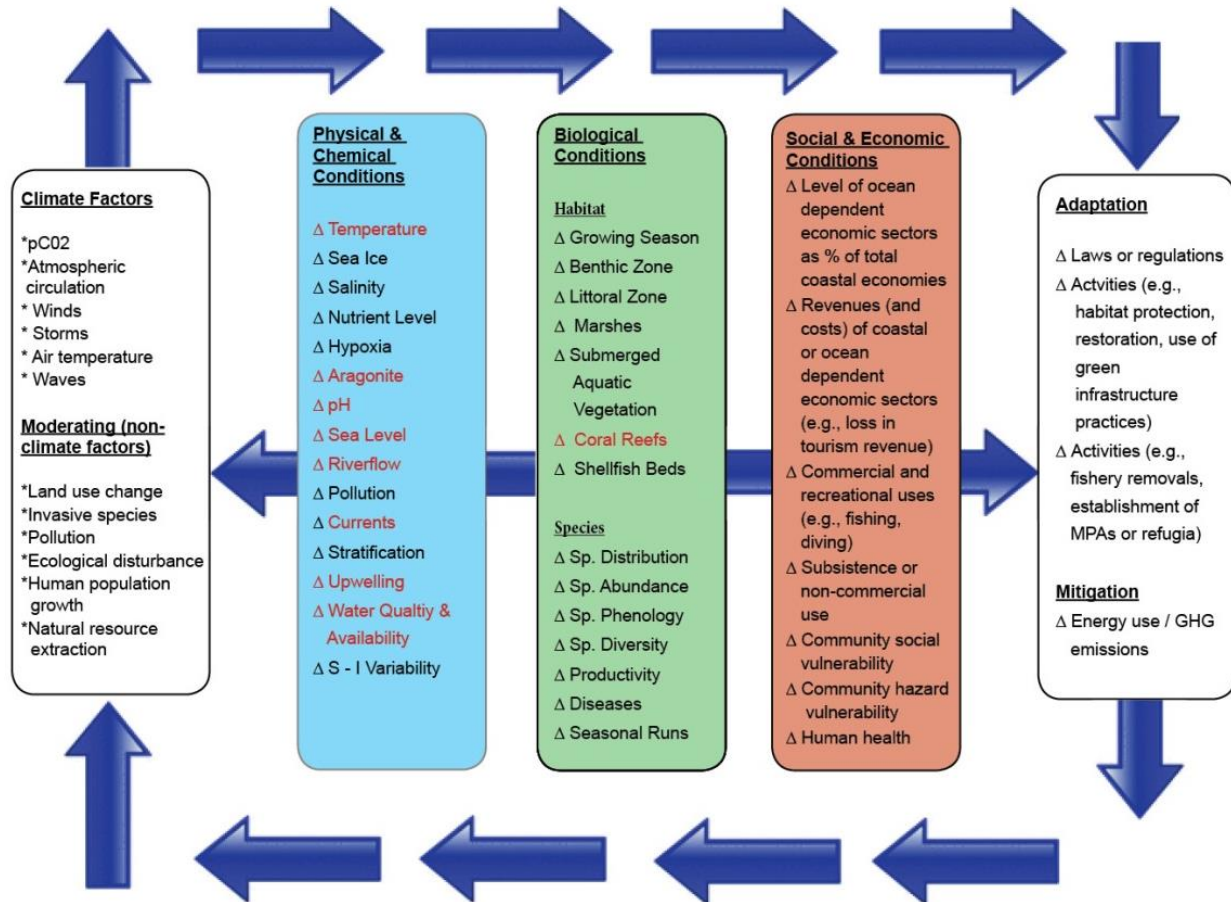 Climate Factors
*pC02
*Atmospheric
circulation
* Winds
* Storms
* Air temperature
* Waves
Moderating (non-
climate factors)
*Land use change
*Invasive species
*Pollution
*Ecological disturbance
*Human population
growth
*Natural resource
extraction
Physical &
Chemical
Conditions
Δ Temperature
Δ Sea Ice
Δ Salinity
Δ Nutrient Level
Δ Hypoxia
Δ Aragonite
Δ pH
Δ Sea Level
Δ Riverflow
Δ Pollution
Δ Currents
Δ Stratification
Δ Upwelling
Δ Water Qualtiy &
Availability
Δ S - I Variability
Biological
Conditions
Habitat
Δ Growing Season
Δ Benthic Zone
Δ Littoral Zone
Δ Marshes
Δ Submerged
Aquatic
Vegetation
Δ Coral Reefs
Δ Shellfish Beds
Species
Δ Sp. Distribution
Δ Sp. Abundance
Δ Sp. Phenology
Δ Sp. Diversity
Δ Productivity
Δ Diseases
Δ Seasonal Runs
Social & Economic
Conditions
Δ Level of ocean
dependent
economic sectors
as % of total
coastal economies
Δ Revenues (and
costs) of coastal
or ocean
dependent
economic sectors
(e.g., loss in
tourism revenue)
Δ Commercial and
recreational uses
(e.g., fishing,
diving)
Δ Subsistence or
non-commercial
use
Δ Community social
vulnerability
Δ Community hazard
vulnerability
Δ Human health
Adaptation
Δ Laws or regulations
Δ Actvities (e.g.,
habitat protection,
restoration, use of
green
infrastructure
practices)
Δ Activities (e.g.,
fishery removals,
establishment of
MPAs or refugia)
Mitigation
Δ Energy use / GHG
emissions